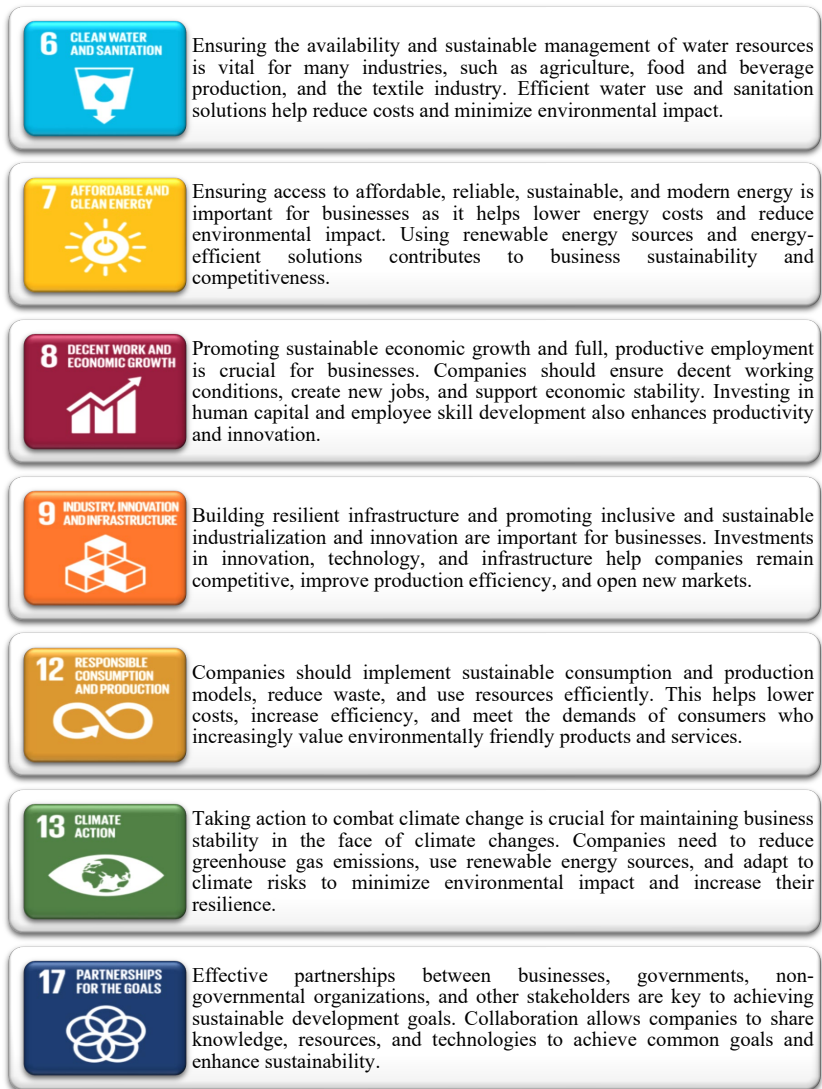 6 CLEAN WATER
AND SANITATION
Ensuring the availability and sustainable management of water resources
is vital for many industries, such as agriculture, food and beverage
production, and the textile industry. Efficient water use and sanitation
solutions help reduce costs and minimize environmental impact.
7 AFFORDABLE AND
CLEAN ENERGY
Ensuring access to affordable, reliable, sustainable, and modern energy is
important for businesses as it helps lower energy costs and reduce
environmental impact. Using renewable energy sources and energy-
efficient solutions contributes to business sustainability and
competitiveness.
8 DECENT WORK AND
ECONOMIC GROWTH
Promoting sustainable economic growth and full, productive employment
is crucial for businesses. Companies should ensure decent working
conditions, create new jobs, and support economic stability. Investing in
human capital and employee skill development also enhances productivity
and innovation.
9 INDUSTRY, INNOVATION
AND INFRASTRUCTURE
Building resilient infrastructure and promoting inclusive and sustainable
industrialization and innovation are important for businesses. Investments
in innovation, technology, and infrastructure help companies remain
competitive, improve production efficiency, and open new markets.
12 RESPONSIBLE
CONSUMPTION
AND PRODUCTION
Companies should implement sustainable consumption and production
models, reduce waste, and use resources efficiently. This helps lower
costs, increase efficiency, and meet the demands of consumers who
increasingly value environmentally friendly products and services.
13 CLIMATE
ACTION
Taking action to combat climate change is crucial for maintaining business
stability in the face of climate changes. Companies need to reduce
greenhouse gas emissions, use renewable energy sources, and adapt to
climate risks to minimize environmental impact and increase their
resilience.
17 PARTNERSHIPS
FOR THE GOALS
Effective partnerships between businesses, governments, non-
governmental organizations, and other stakeholders are key to achieving
sustainable development goals. Collaboration allows companies to share
knowledge, resources, and technologies to achieve common goals and
enhance sustainability.